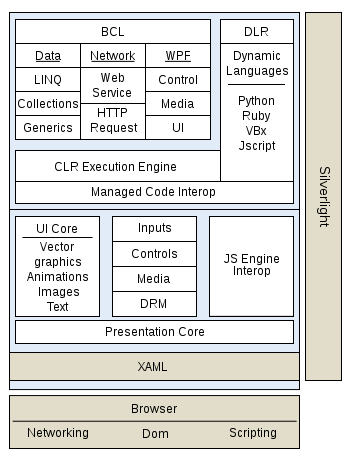 BCL
DLR
Data
Network
WPF
LINQ
Web
Service
Control
Collections
HTTP
Request
Media
Generics
UI
Dynamic
Languages
Python
Ruby
VBx
Jscript
CLR Execution Engine
Managed Code Interop
UI Core
Vector
graphics
Animations
Images
Text
Inputs
Controls
Media
DRM
JS Engine
Interop
Presentation Core
XAML
Silverlight
Browser
Networking
Dom
Scripting